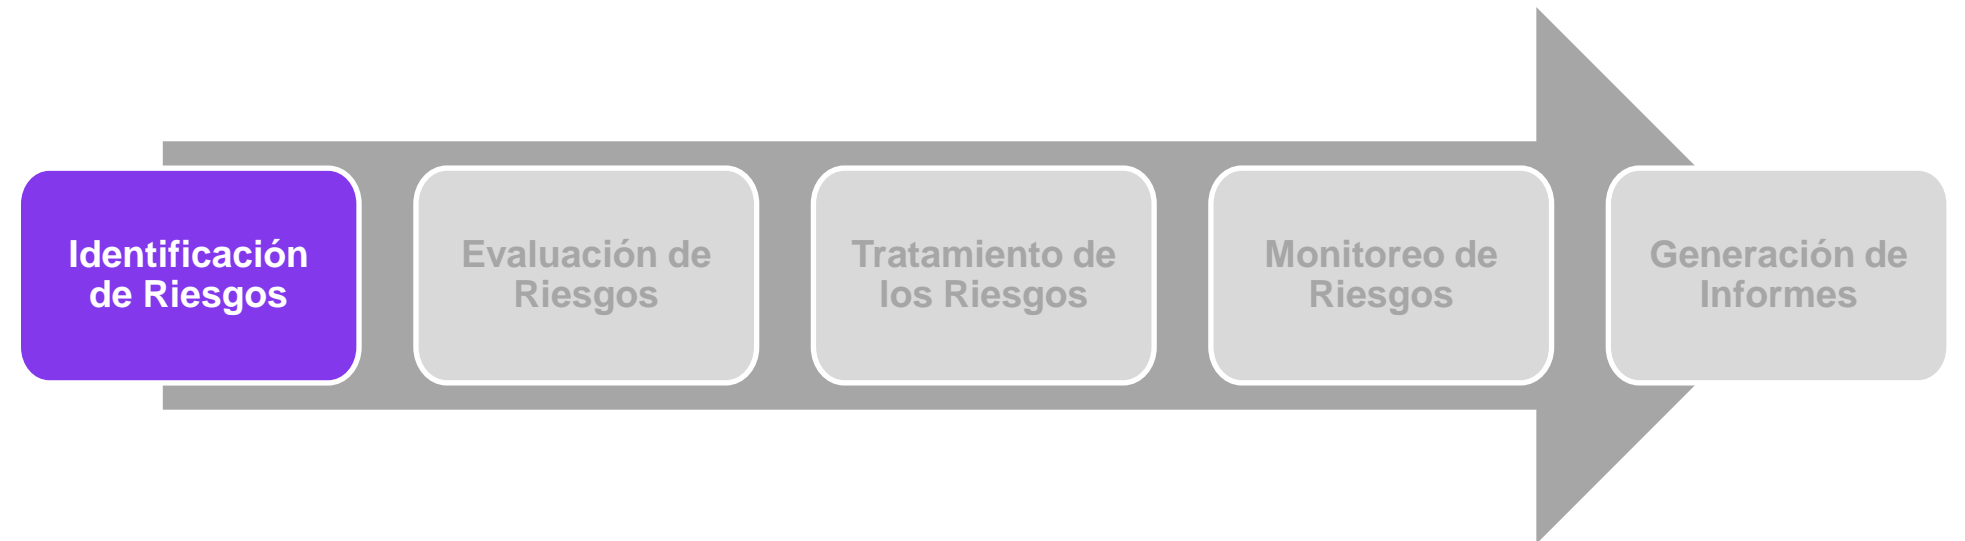 Identificación
de Riesgos
Evaluación de
Riesgos
Tratamiento de
los Riesgos
Monitoreo de
Riesgos
Generación de
Informes